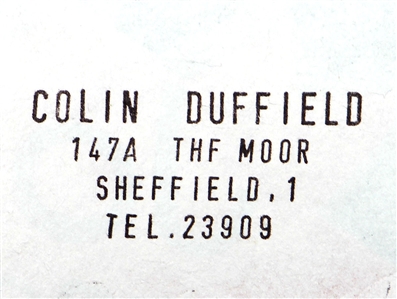 COLIN DUFFIELD
147A THF MOOR
SHEFFIELD,1
TEL.23909